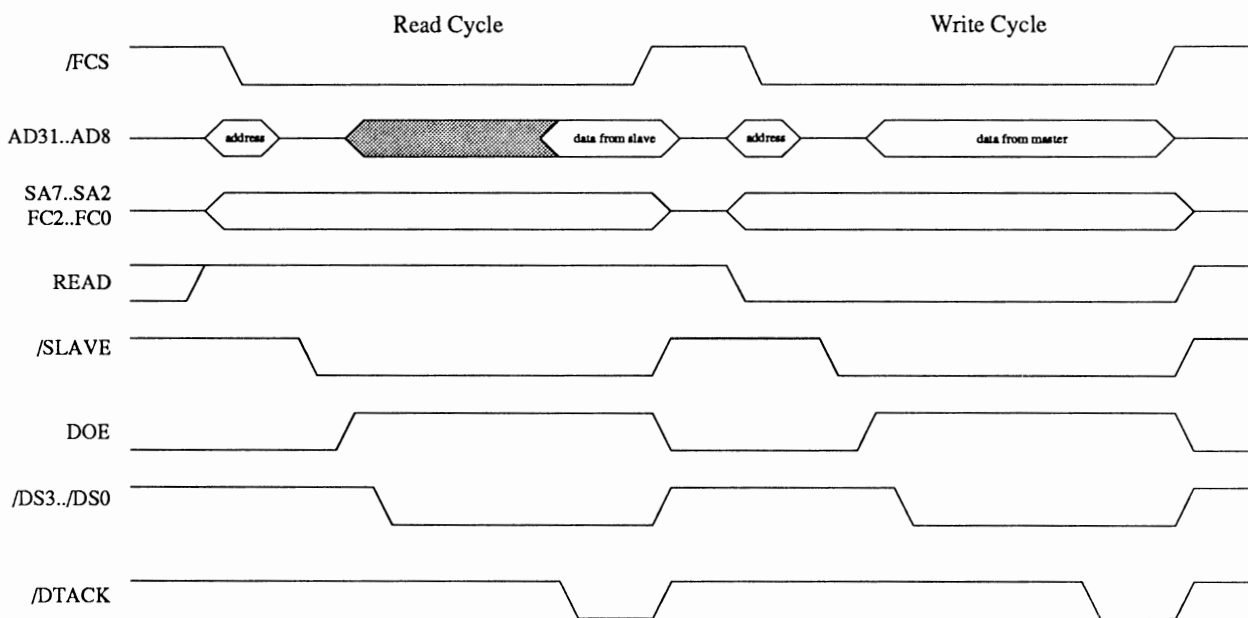 Read Cycle
Write Cycle
/FCS
AD31..AD8
address
data from slave
address
data from master
SA7..SA2
FC2..FC0
READ
/SLAVE
DOE
/DS3../DS0
/DTACK